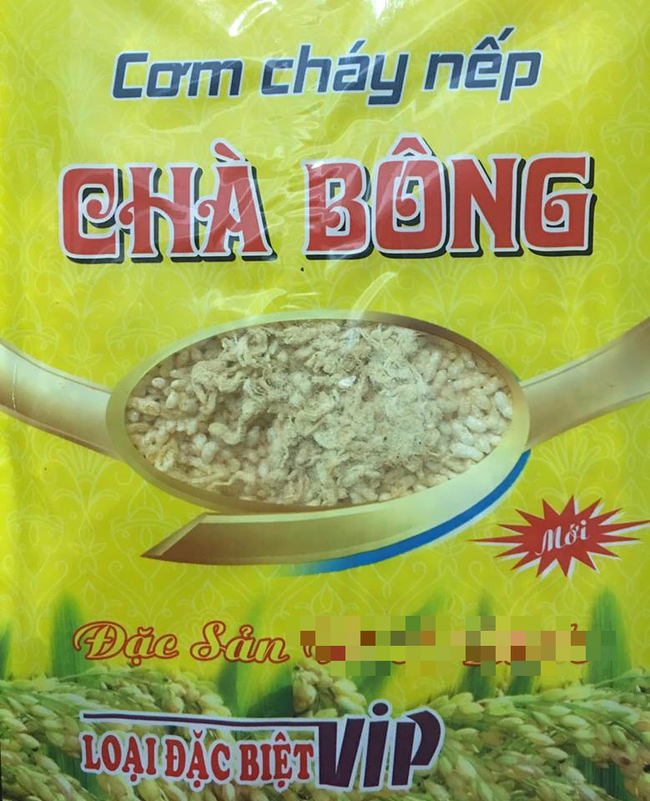 Cơm cháy nếp
CHÀ BÔNG
Mới
Đặc Sản
LOẠI ĐẶC BIỆT VIP